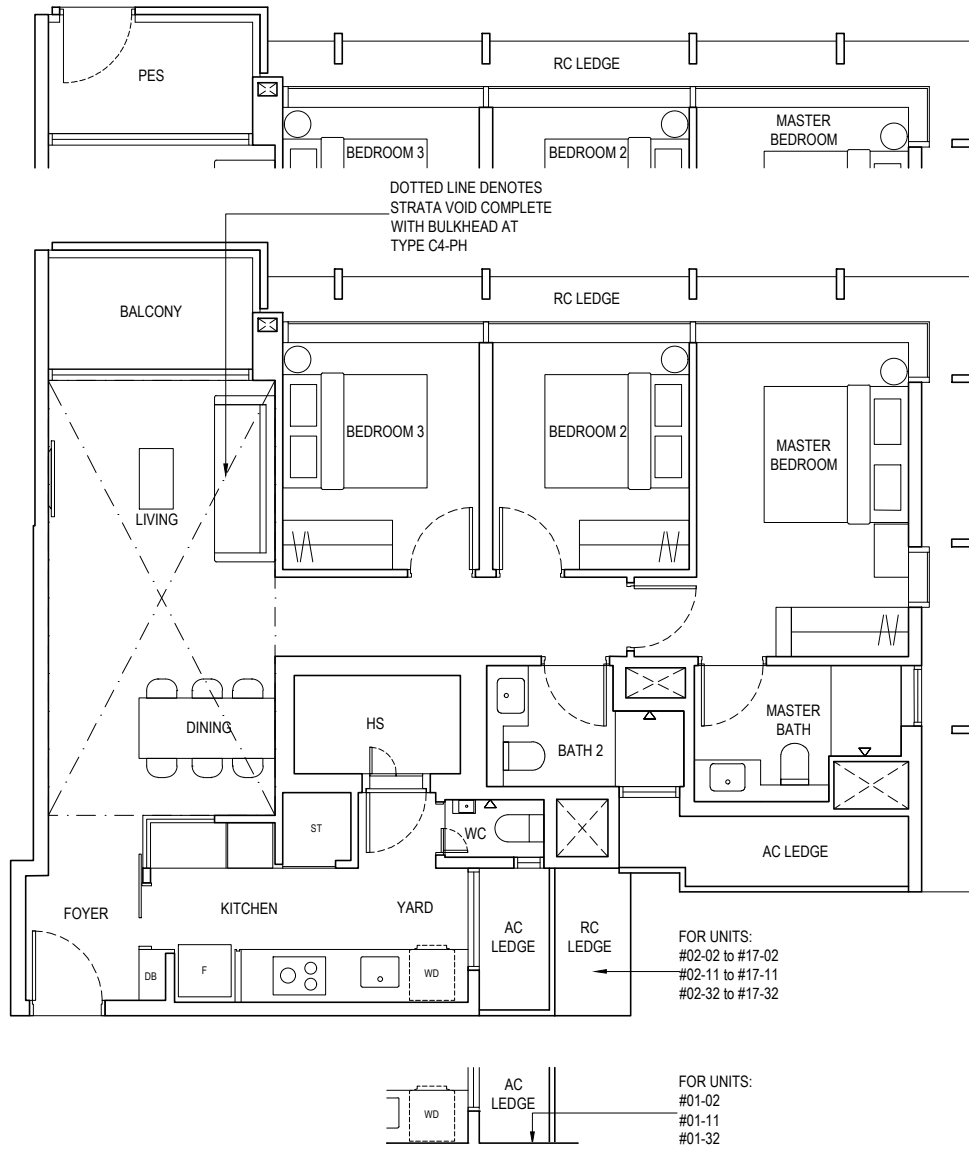 PES
RC LEDGE
MASTER
BEDROOM
BEDROOM 3
BEDROOM 2
DOTTED LINE DENOTES
STRATA VOID COMPLETE
WITH BULKHEAD AT
TYPE C4-PH
BALCONY
RC LEDGE
BEDROOM 3
BEDROOM 2
MASTER
BEDROOM
LIVING
DINING
HS
BATH 2
MASTER
BATH
ST
WC
AC LEDGE
FOYER
KITCHEN
YARD
AC
LEDGE
RC
LEDGE
DB
F
WD
FOR UNITS:
#02-02 to #17-02
#02-11 to #17-11
#02-32 to #17-32
WD
AC
LEDGE
FOR UNITS:
#01-02
#01-11
#01-32